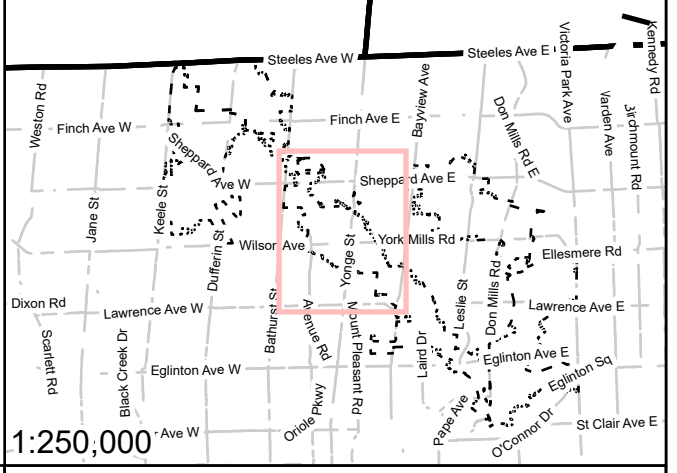 Steeles Ave W
Steeles Ave E
Victoria Park Ave
Kennedy Rd
Weston Rd
Finch Ave W
Finch Ave E
Bayview Ave
Don Mills Rd E
Varden Ave
Birchmount Rd
Jane St
Keele St
Sheppard Ave W
Sheppard Ave E
Dufferin St
Wilson Ave
Yonge St
York Mills Rd
Ellesmere Rd
Dixon Rd
Lawrence Ave W
Bathurst St
Avenue Rd
Mount Pleasant Rd
Laird Dr
Leslie St
Don Mills Rd
Lawrence Ave E
Scarlett Rd
Black Creek Dr
Eglinton Ave W
Eglinton Ave E
Eglinton Sq
Oriole Pkwy
Pape Ave
O'Connor Dr
St Clair Ave E
Ave W
1:250,000